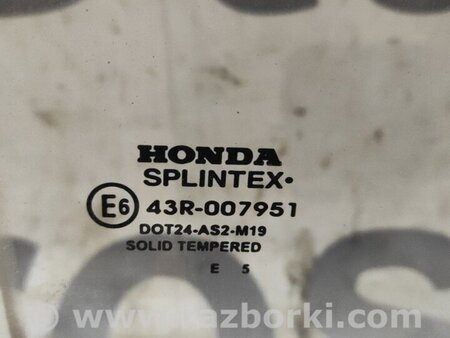 HONDA
SPLINTEX•
E6 43R-007951
DOT24-AS2-M19
SOLID TEMPERED
E 5
www.razborki.com